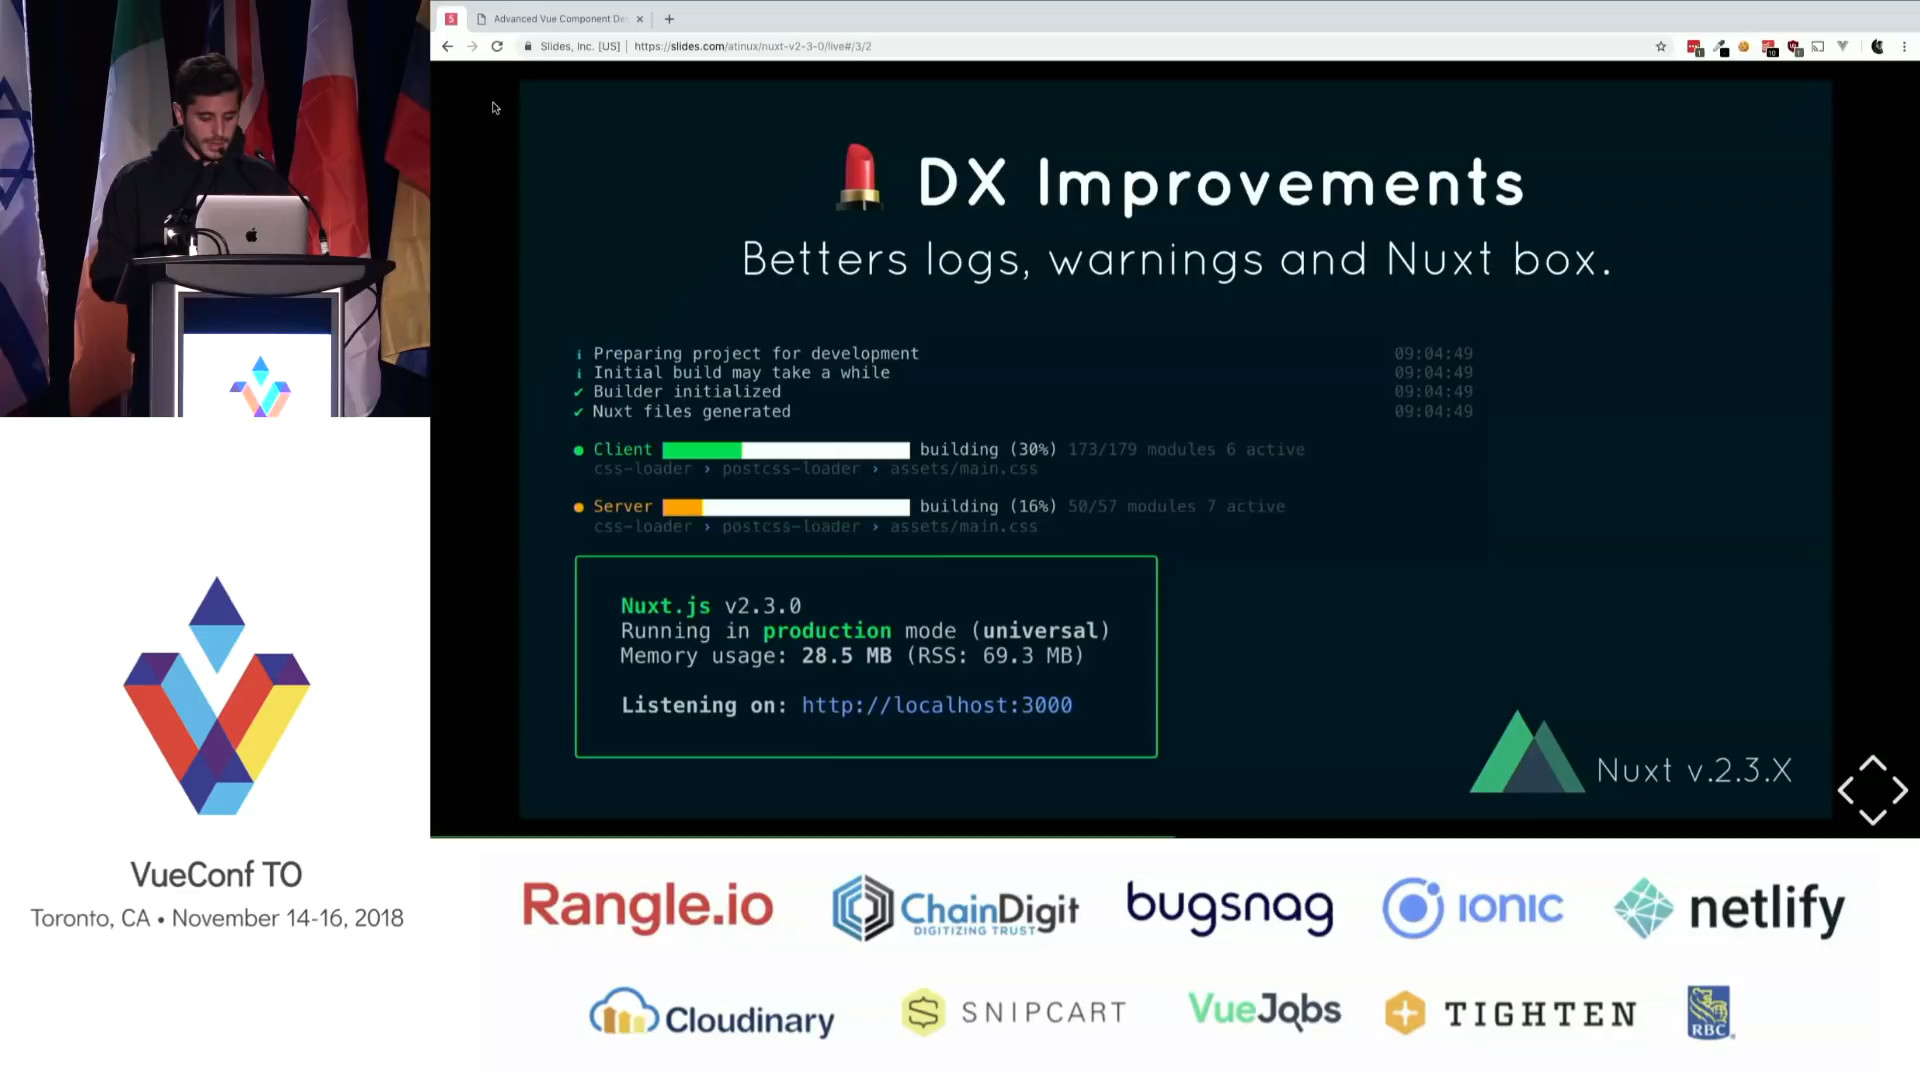 S
Advanced Vue Component De
Slides, Inc. [US]
https://slides.com/atinux/nuxt-v2-3-0/live#/3/2
DX Improvements
Betters logs, warnings and Nuxt box.
i Preparing project for development 09:04:49
i Initial build may take a while 09:04:49
✔ Builder initialized 09:04:49
✔ Nuxt files generated 09:04:49
● Client building (30%) 173/179 modules 6 active
css-loader › postcss-loader › assets/main.css
● Server building (16%) 50/57 modules 7 active
css-loader › postcss-loader › assets/main.css
Nuxt.js v2.3.0
Running in production mode (universal)
Memory usage: 28.5 MB (RSS: 69.3 MB)
Listening on: http://localhost:3000
Nuxt v.2.3.X
VueConf TO
Toronto, CA • November 14-16, 2018
Rangle.io
ChainDigit
DIGITIZING TRUST
bugsnag
IONIC
netlify
Cloudinary
SNIPCART
VueJobs
TIGHTEN
RBC